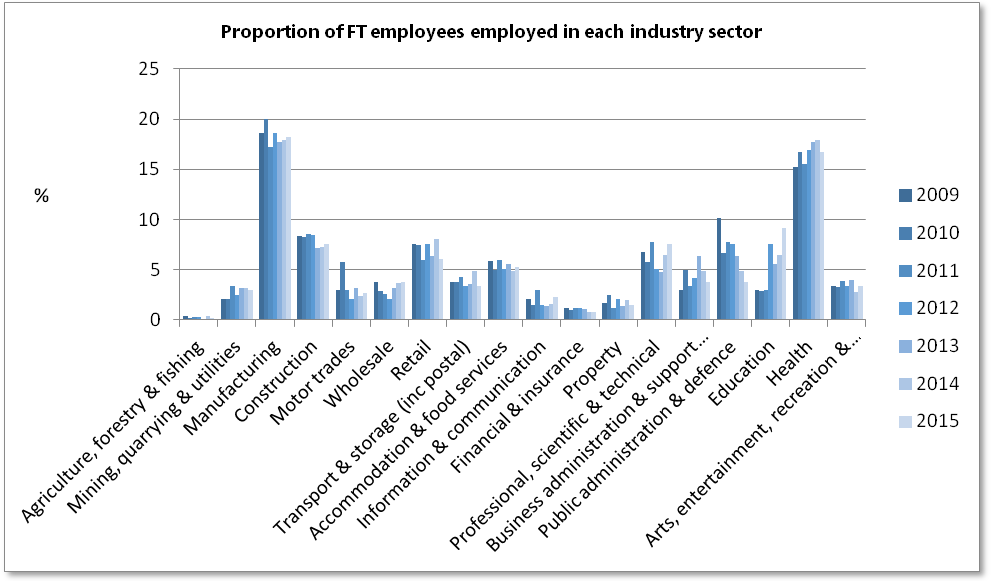 Proportion of FT employees employed in each industry sector
25
20
15
10
5
0
%
Agriculture, forestry & fishing
Mining, quarrying & utilities
Manufacturing
Construction
Motor trades
Wholesale
Retail
Transport & storage (inc postal)
Accommodation & food services
Information & communication
Financial & insurance
Property
Professional, scientific & technical
Business administration & support...
Public administration & defence
Education
Health
Arts, entertainment, recreation &...
2009
2010
2011
2012
2013
2014
2015